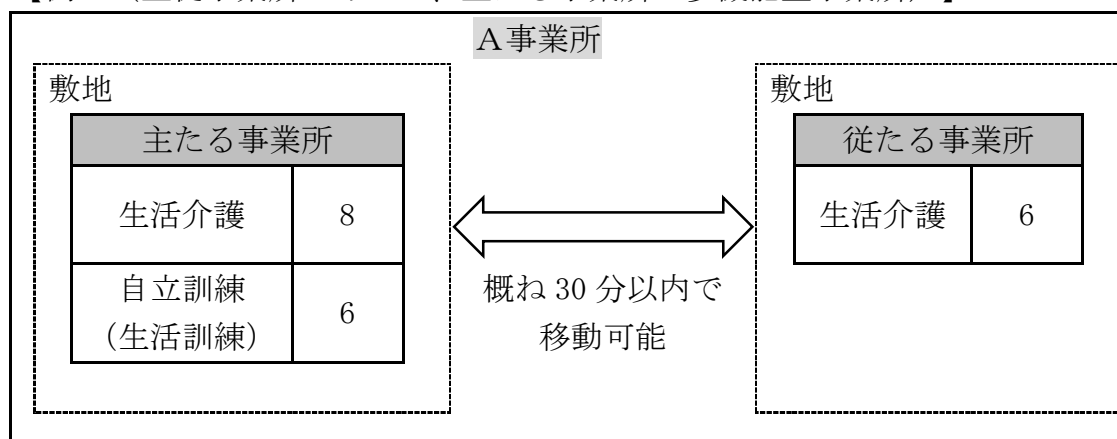 A事業所
敷地
主たる事業所
生活介護 8
自立訓練
(生活訓練) 6
概ね 30 分以内で
移動可能
敷地
従たる事業所
生活介護 6